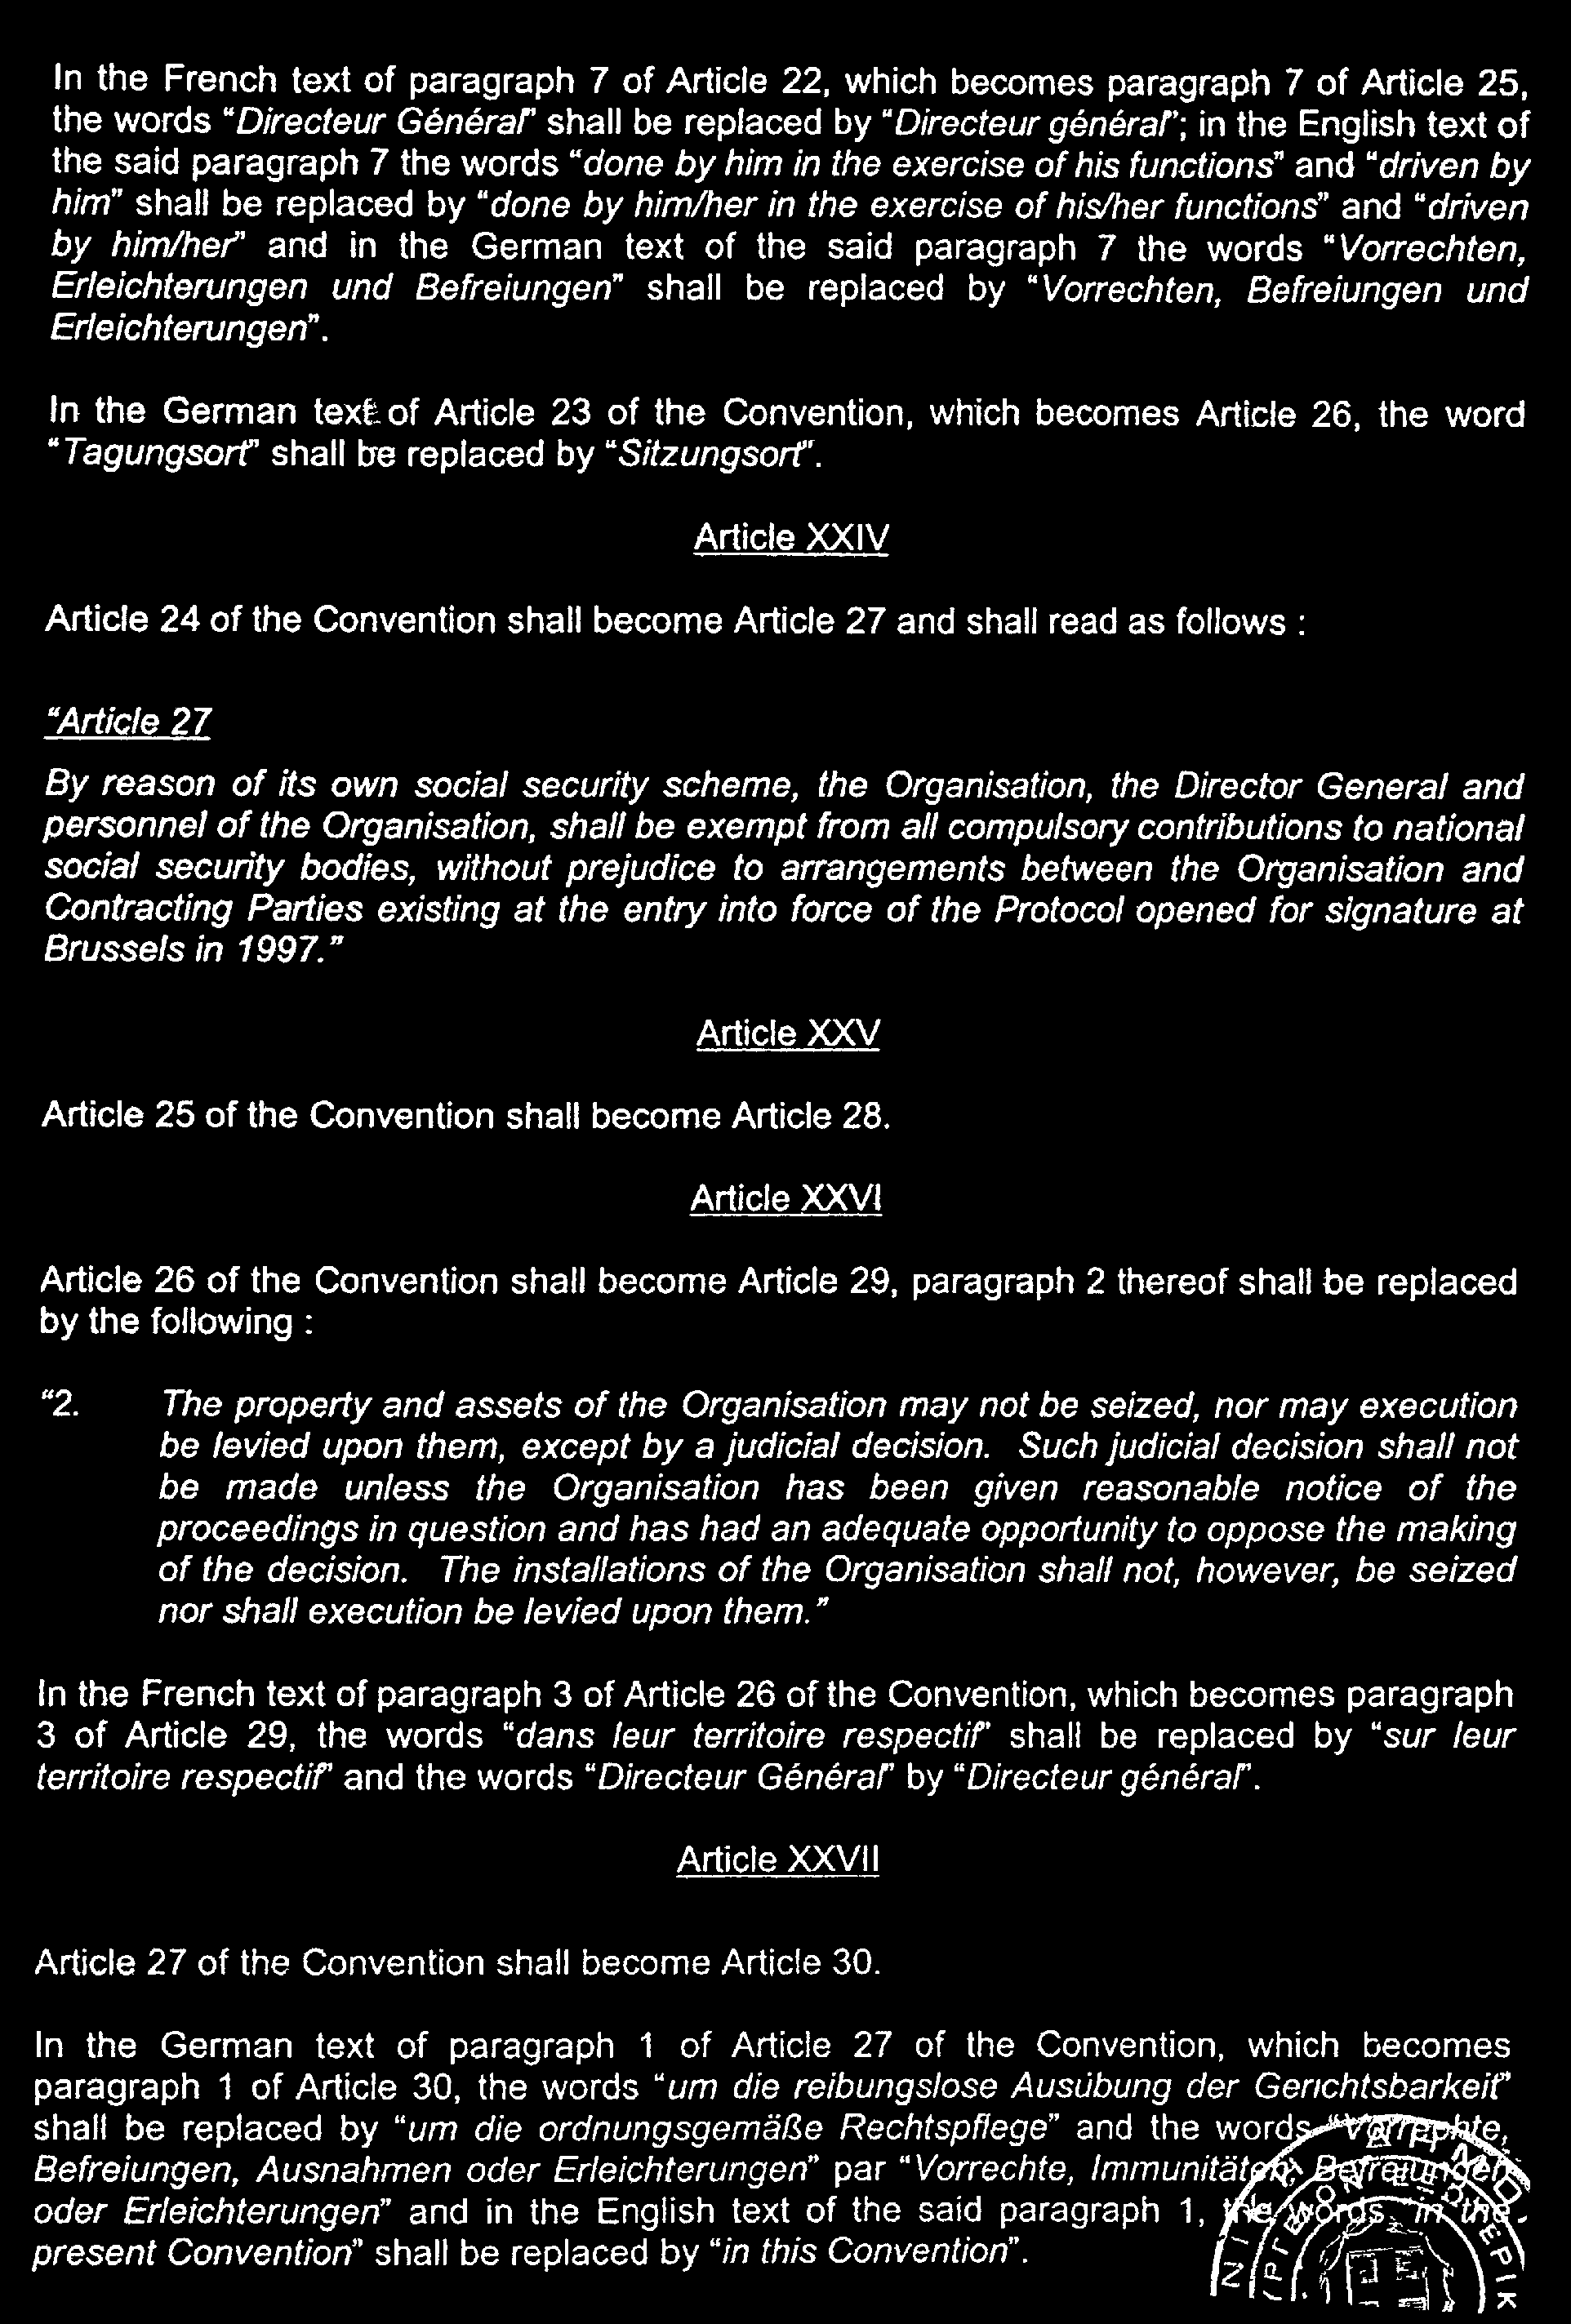 In the French text of paragraph 7 of Article 22, which becomes paragraph 7 of Article 25,
the words "Directeur Général" shall be replaced by "Directeur général"; in the English text of
the said paragraph 7 the words "done by him in the exercise of his functions" and "driven by
him" shall be replaced by "done by him/her in the exercise of his/her functions" and "driven
by him/her" and in the German text of the said paragraph 7 the words "Vorrechten,
Erleichterungen und Befreiungen" shall be replaced by "Vorrechten, Befreiungen und
Erleichterungen".
In the German text of Article 23 of the Convention, which becomes Article 26, the word
"Tagungsort" shall be replaced by "Sitzungsort".
Article XXIV
Article 24 of the Convention shall become Article 27 and shall read as follows :
"Article 27
By reason of its own social security scheme, the Organisation, the Director General and
personnel of the Organisation, shall be exempt from all compulsory contributions to national
social security bodies, without prejudice to arrangements between the Organisation and
Contracting Parties existing at the entry into force of the Protocol opened for signature at
Brussels in 1997."
Article XXV
Article 25 of the Convention shall become Article 28.
Article XXVI
Article 26 of the Convention shall become Article 29, paragraph 2 thereof shall be replaced
by the following :
"2. The property and assets of the Organisation may not be seized, nor may execution
be levied upon them, except by a judicial decision. Such judicial decision shall not
be made unless the Organisation has been given reasonable notice of the
proceedings in question and has had an adequate opportunity to oppose the making
of the decision. The installations of the Organisation shall not, however, be seized
nor shall execution be levied upon them."
In the French text of paragraph 3 of Article 26 of the Convention, which becomes paragraph
3 of Article 29, the words "dans leur territoire respectif" shall be replaced by "sur leur
territoire respectif" and the words "Directeur Général" by "Directeur général".
Article XXVII
Article 27 of the Convention shall become Article 30.
In the German text of paragraph 1 of Article 27 of the Convention, which becomes
paragraph 1 of Article 30, the words "um die reibungslose Ausübung der Gerichtsbarkeit"
shall be replaced by "um die ordnungsgemäße Rechtspflege" and the words "Vorrechte,
Befreiungen, Ausnahmen oder Erleichterungen" par "Vorrechte, Immunitäten, Befreiungen
oder Erleichterungen" and in the English text of the said paragraph 1, the words "in the
present Convention" shall be replaced by "in this Convention".